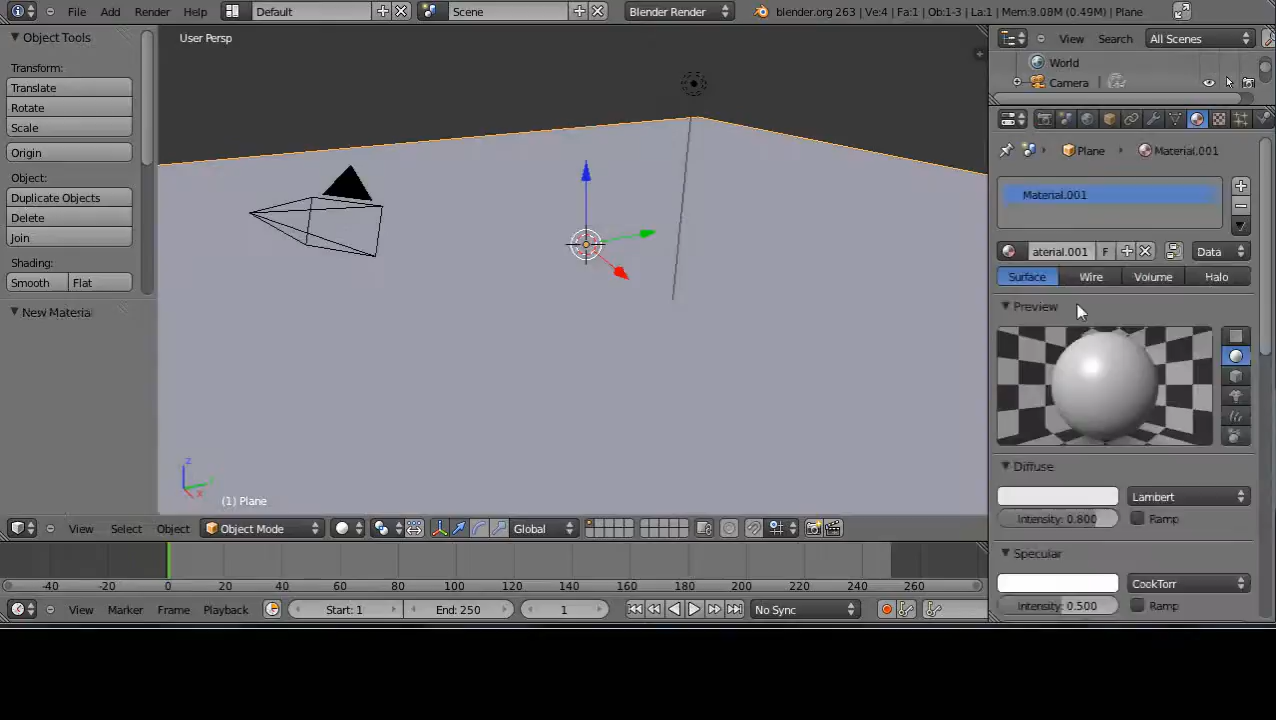 File Add Render Help Default Scene Blender Render blender.org 263 | Ve:4 | Fa:1 | Ob:1-3 | La:1 | Mem:8.08M (0.49M) | Plane
Object Tools
Transform:
Translate
Rotate
Scale
Origin
Object:
Duplicate Objects
Delete
Join
Shading:
Smooth Flat
New Material
User Persp
z
y
x
(1) Plane
View Select Object Object Mode Global
-40 -20 0 20 40 60 80 100 120 140 160 180 200 220 240 260
View Marker Frame Playback Start: 1 End: 250 1 No Sync
View Search All Scenes
World
Camera
Plane Material.001
Material.001
aterial.001 F Data
Surface Wire Volume Halo
Preview
Diffuse
Lambert
Intensity: 0.800 Ramp
Specular
CookTorr
Intensity: 0.500 Ramp